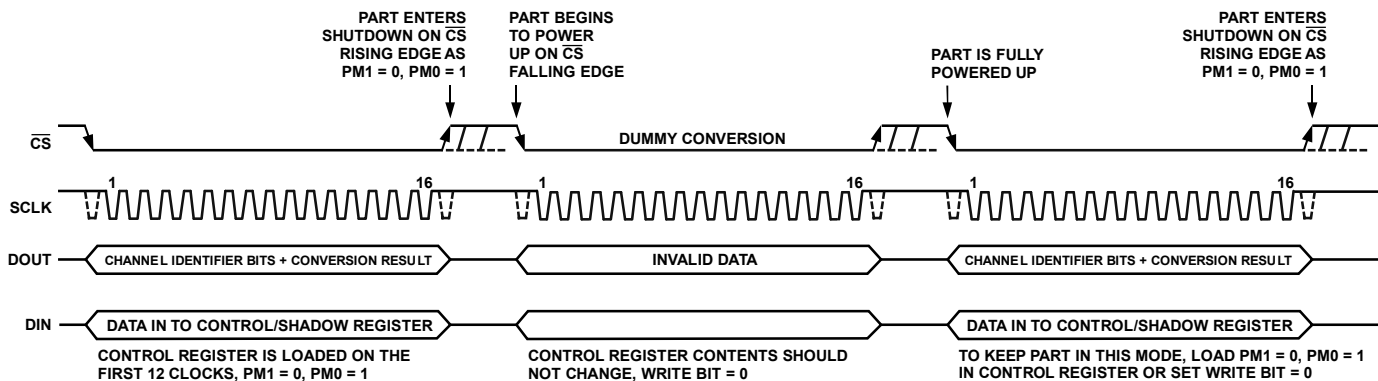 PART ENTERS
SHUTDOWN ON CS
RISING EDGE AS
PM1 = 0, PM0 = 1
PART BEGINS
TO POWER
UP ON CS
FALLING EDGE
PART IS FULLY
POWERED UP
PART ENTERS
SHUTDOWN ON CS
RISING EDGE AS
PM1 = 0, PM0 = 1
CS
DUMMY CONVERSION
SCLK
1
16
1
16
1
16
DOUT
CHANNEL IDENTIFIER BITS + CONVERSION RESULT
INVALID DATA
CHANNEL IDENTIFIER BITS + CONVERSION RESULT
DIN
DATA IN TO CONTROL/SHADOW REGISTER
DATA IN TO CONTROL/SHADOW REGISTER
CONTROL REGISTER IS LOADED ON THE
FIRST 12 CLOCKS, PM1 = 0, PM0 = 1
CONTROL REGISTER CONTENTS SHOULD
NOT CHANGE, WRITE BIT = 0
TO KEEP PART IN THIS MODE, LOAD PM1 = 0, PM0 = 1
IN CONTROL REGISTER OR SET WRITE BIT = 0